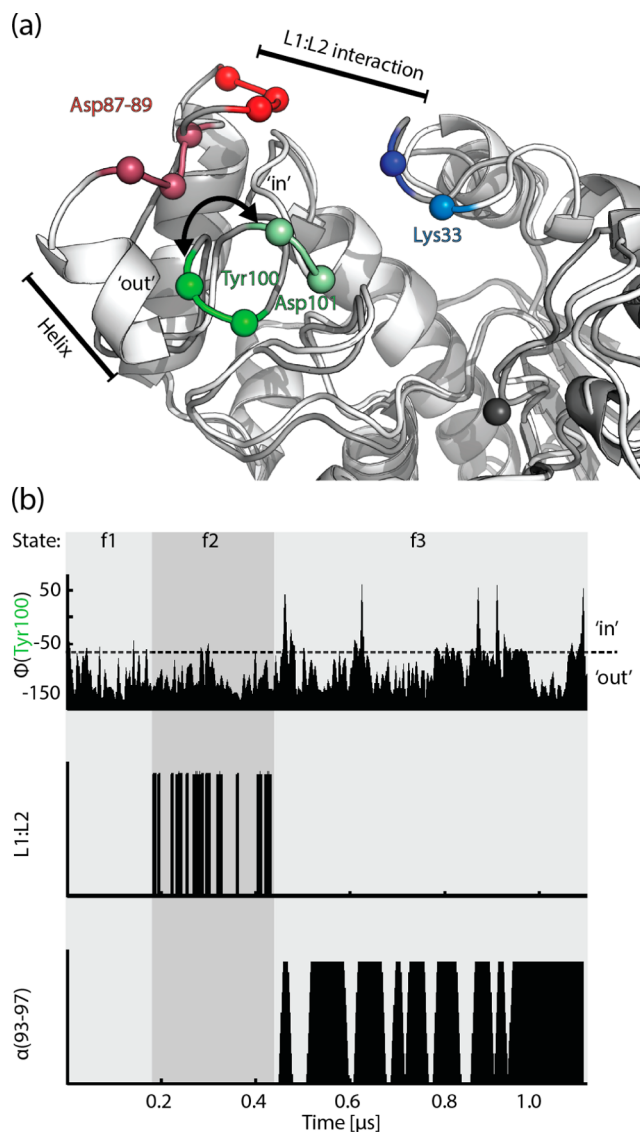 (a)
L1:L2 interaction
Asp87-89
'in'
Lys33
'out'
Tyr100
Asp101
Helix
(b)
State: f1 f2 f3
Φ(Tyr100)
50
-50
-150
'in'
'out'
L1:L2
α(93-97)
0.2 0.4 0.6 0.8 1.0
Time [µs]